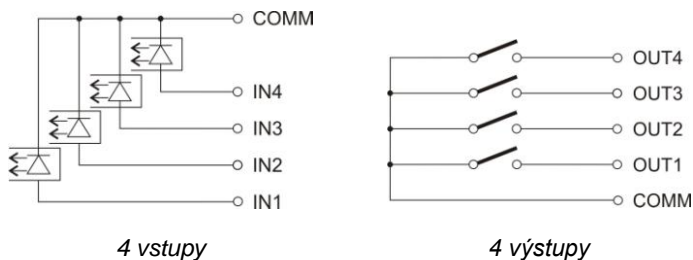 COMM
IN4
IN3
IN2
IN1
4 vstupy
OUT4
OUT3
OUT2
OUT1
COMM
4 výstupy